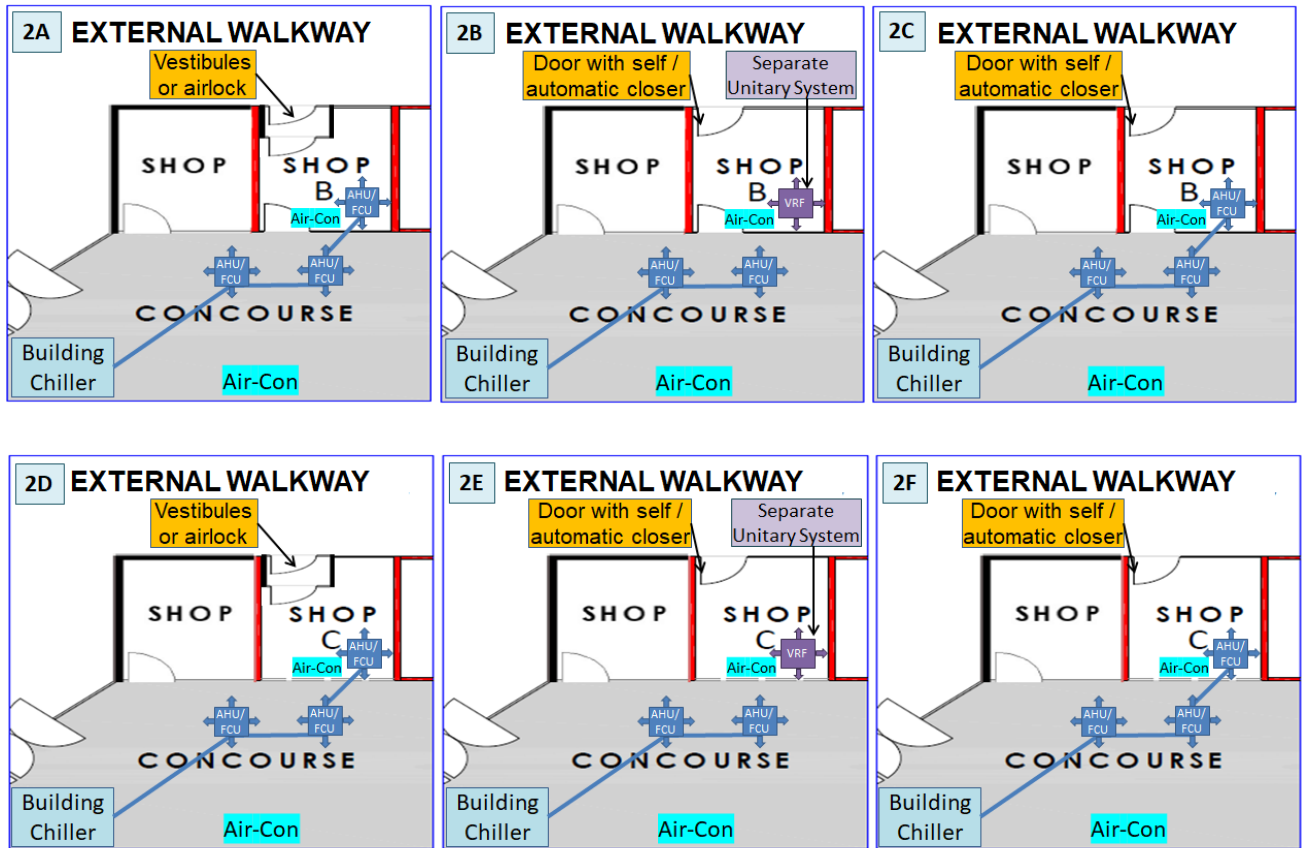 2A EXTERNAL WALKWAY
Vestibules
or airlock
SHOP
SHOP
B
AHU/
FCU
Air-Con
AHU/
FCU
AHU/
FCU
CONCOURSE
Building
Chiller
Air-Con
2B EXTERNAL WALKWAY
Door with self /
automatic closer
Separate
Unitary System
SHOP
SHOP
B
VRF
Air-Con
AHU/
FCU
AHU/
FCU
CONCOURSE
Building
Chiller
Air-Con
2C EXTERNAL WALKWAY
Door with self /
automatic closer
SHOP
SHOP
B
AHU/
FCU
Air-Con
AHU/
FCU
AHU/
FCU
CONCOURSE
Building
Chiller
Air-Con
2D EXTERNAL WALKWAY
Vestibules
or airlock
SHOP
SHOP
C
AHU/
FCU
Air-Con
AHU/
FCU
AHU/
FCU
CONCOURSE
Building
Chiller
Air-Con
2E EXTERNAL WALKWAY
Door with self /
automatic closer
Separate
Unitary System
SHOP
SHOP
C
VRF
Air-Con
AHU/
FCU
AHU/
FCU
CONCOURSE
Building
Chiller
Air-Con
2F EXTERNAL WALKWAY
Door with self /
automatic closer
SHOP
SHOP
C
AHU/
FCU
Air-Con
AHU/
FCU
AHU/
FCU
CONCOURSE
Building
Chiller
Air-Con